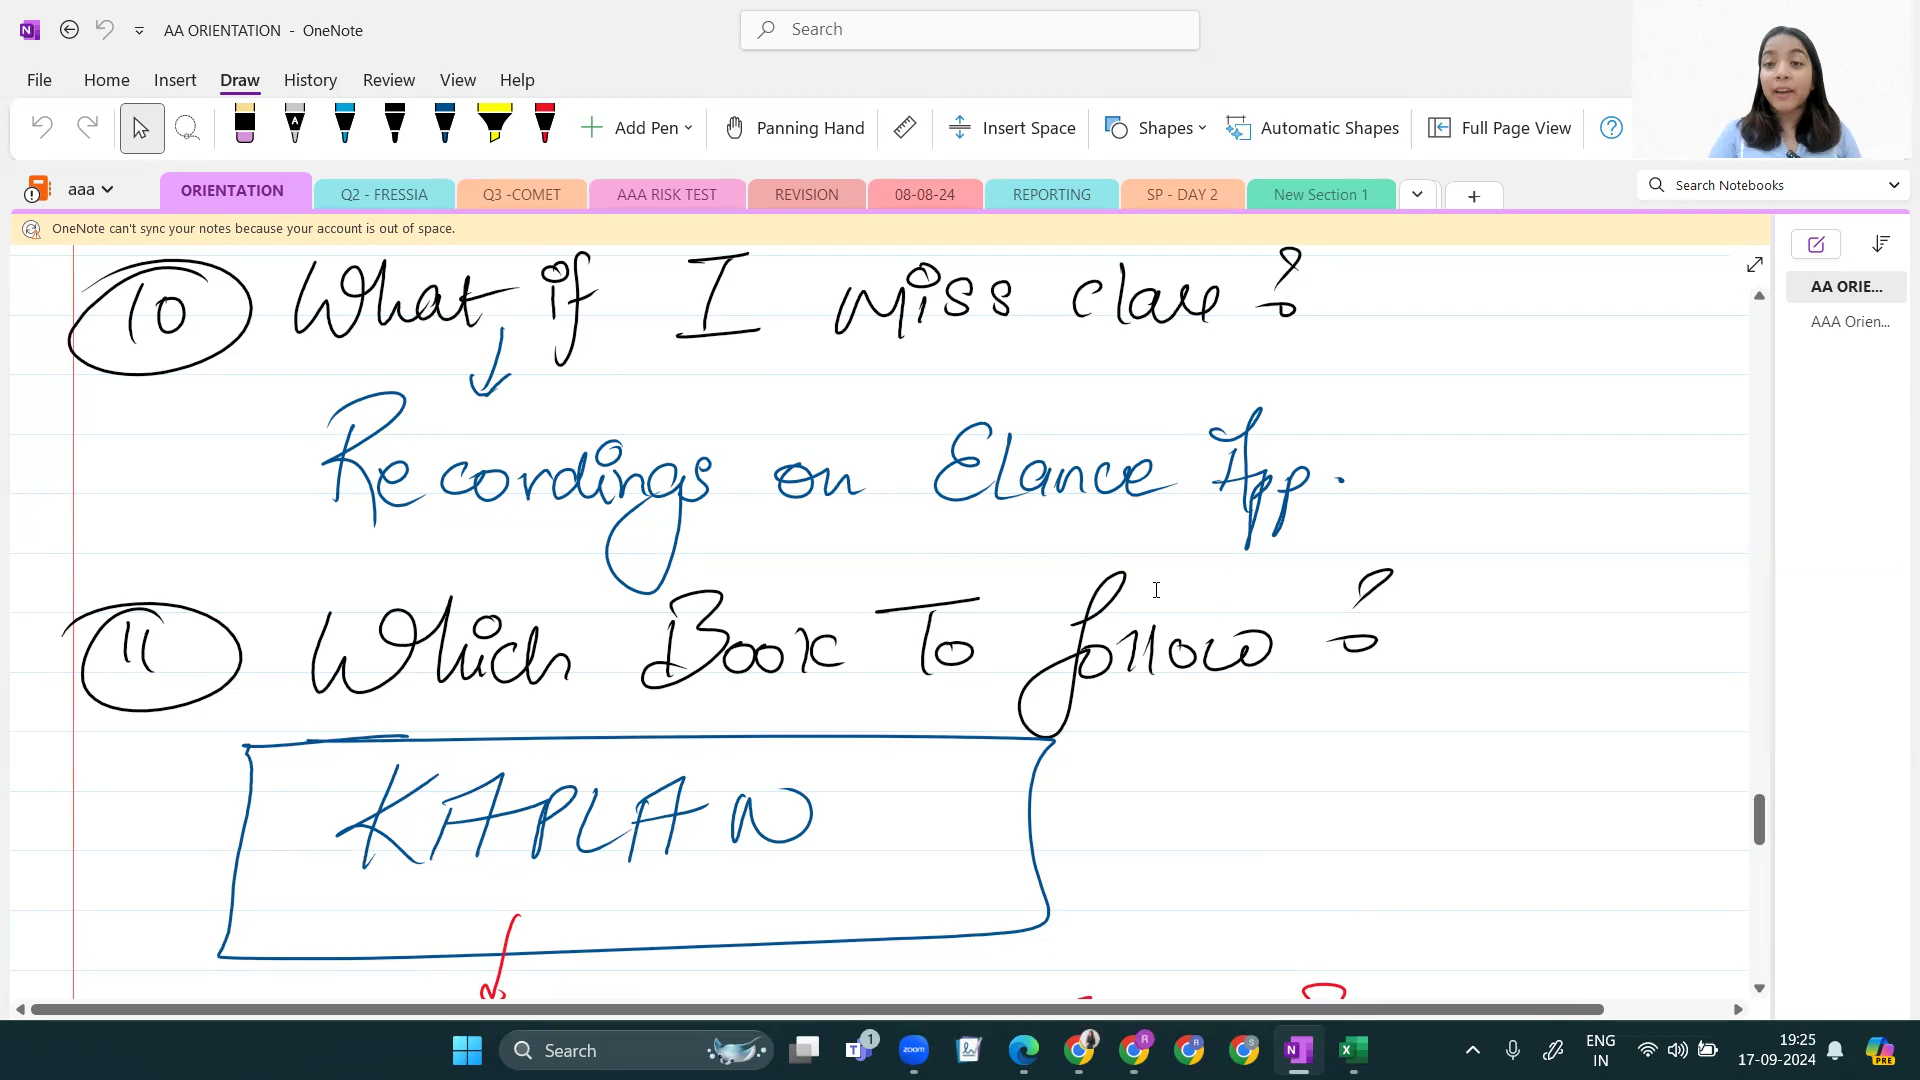 AA ORIENTATION - OneNote
Search
File Home Insert Draw History Review View Help
Add Pen Panning Hand Insert Space Shapes Automatic Shapes Full Page View
aaa ORIENTATION Q2 - FRESSIA Q3 -COMET AAA RISK TEST REVISION 08-08-24 REPORTING SP - DAY 2 New Section 1 Search Notebooks
OneNote can't sync your notes because your account is out of space.
AA ORIE...
AAA Orien...
10 What if I miss class ?
Recordings on Elance App.
11 Which Book To follow ?
KAPLAN
Search zoom ENG IN 19:25 17-09-2024 PRE